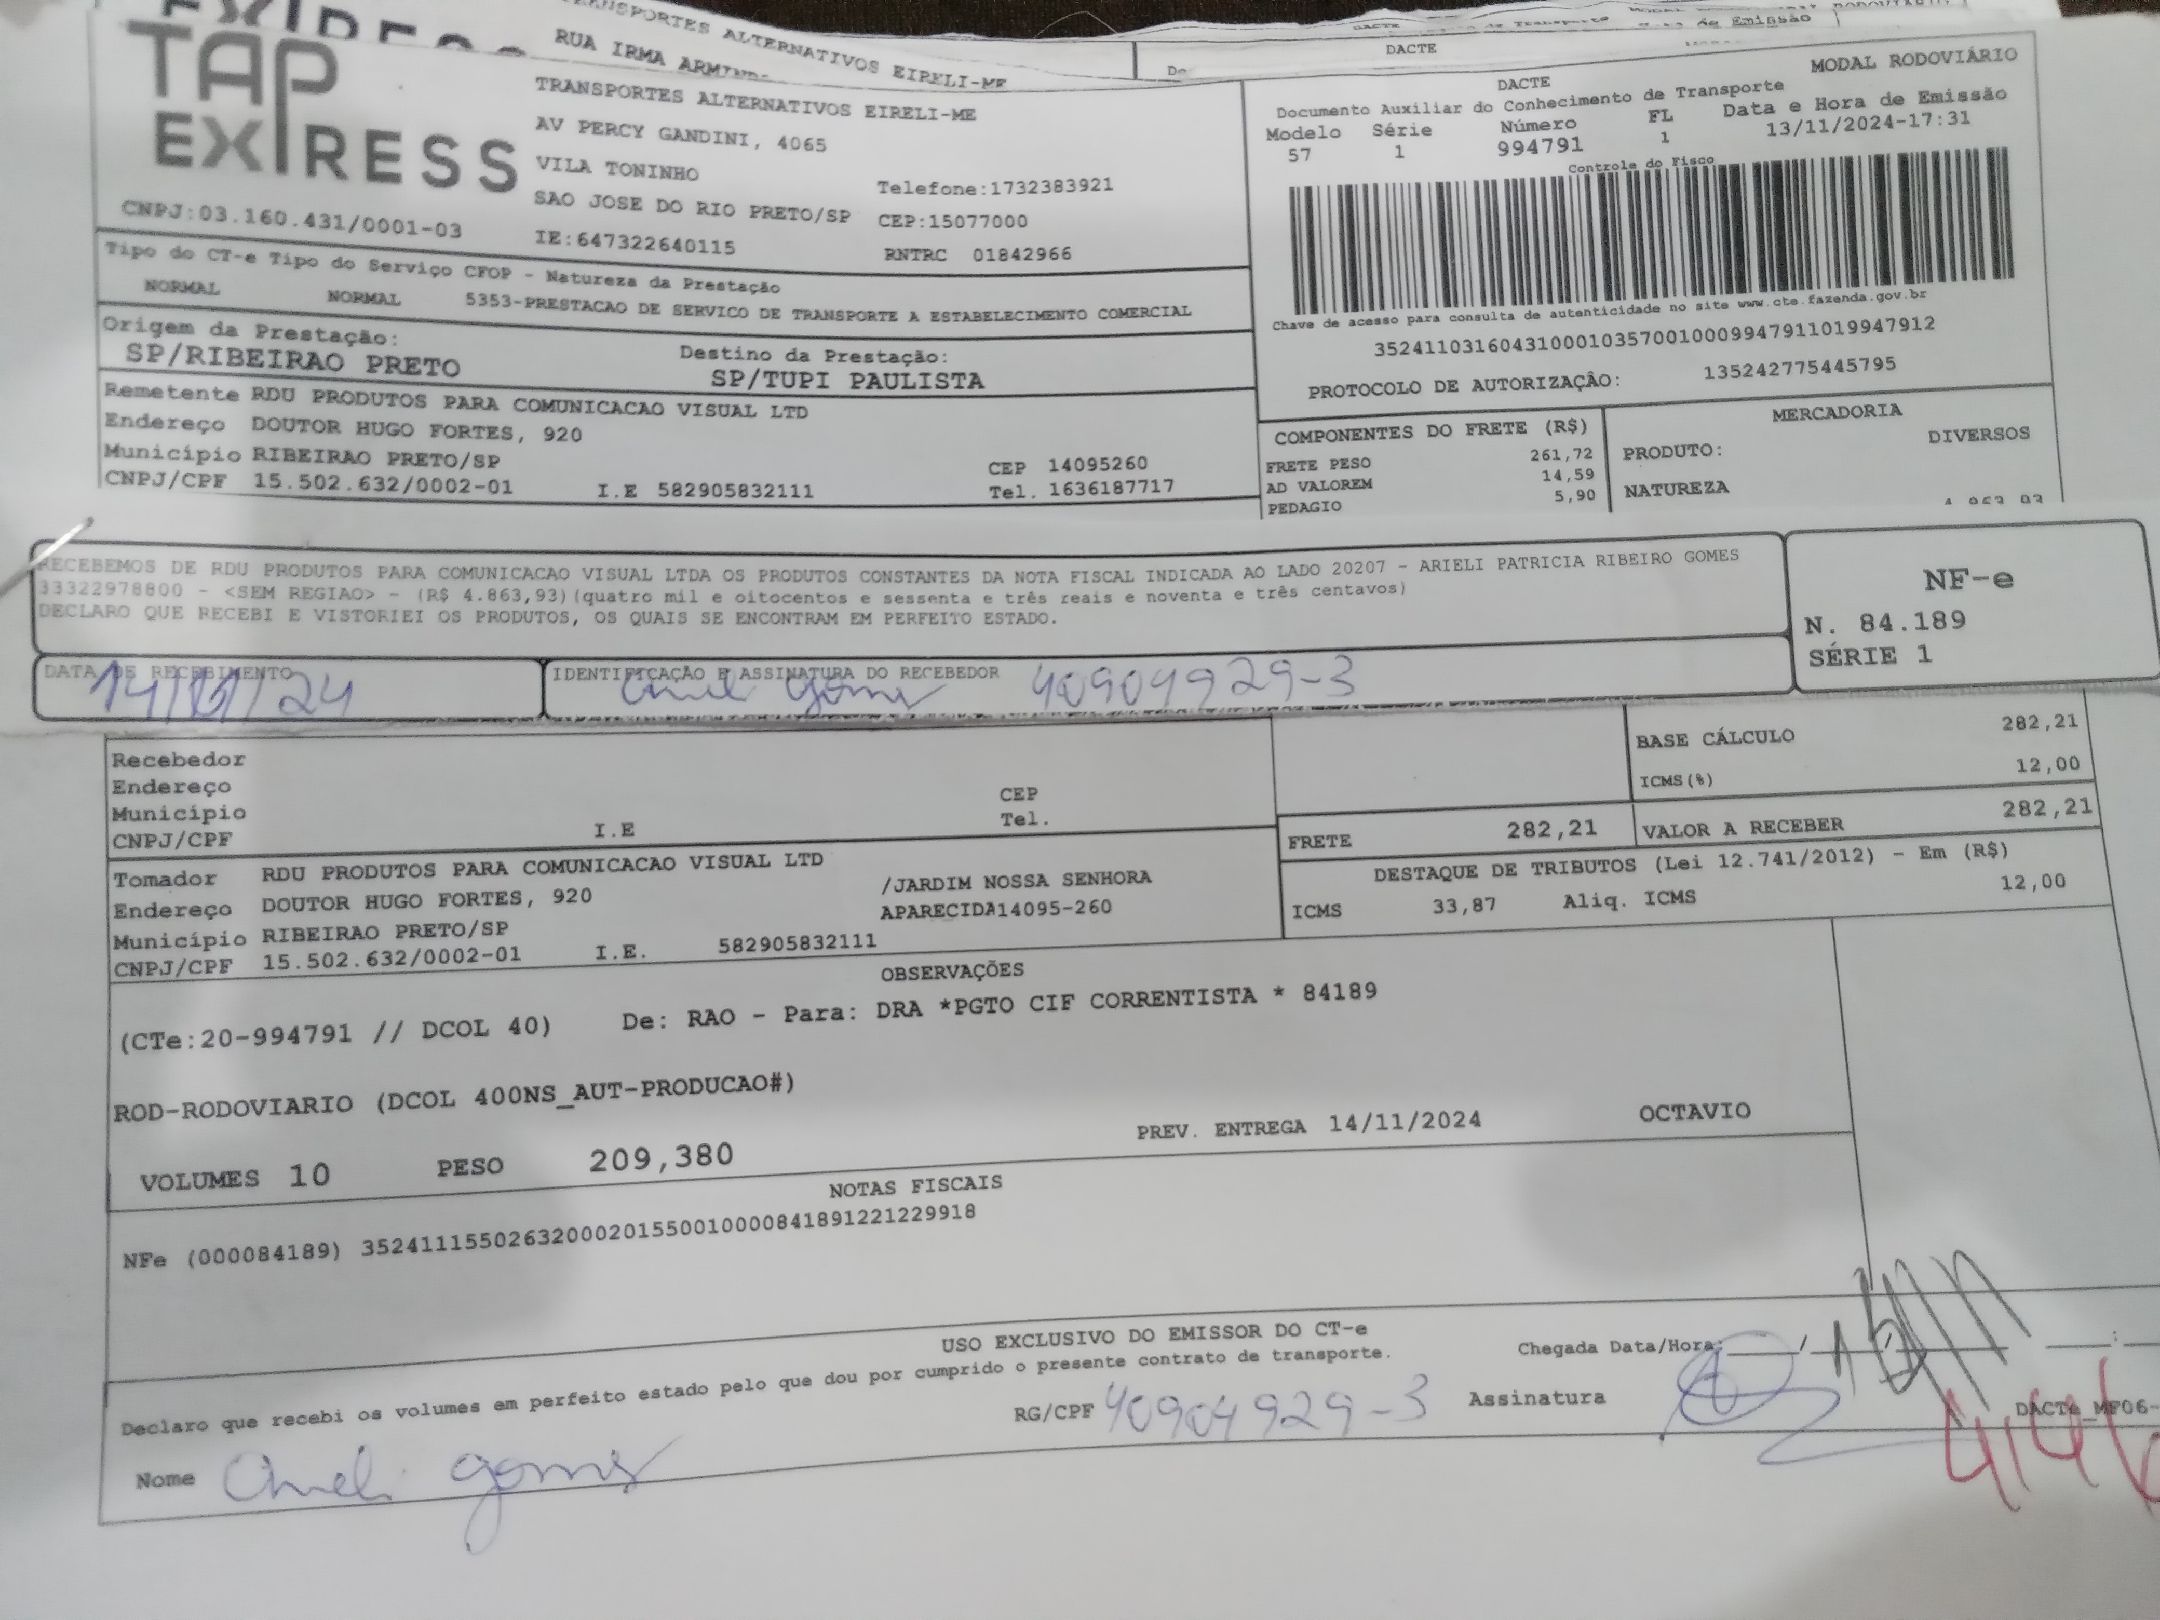 TRANSPORTES ALTERNATIVOS EIRELI-ME
RUA IRMA
DACTE
TAP
EXPRESS
TRANSPORTES ALTERNATIVOS EIRELI-ME
AV PERCY GANDINI, 4065
VILA TONINHO
Telefone:1732383921
SAO JOSE DO RIO PRETO/SP CEP:15077000
CNPJ:03.160.431/0001-03
IE:647322640115 RNTRC 01842966
DACTE MODAL RODOVIÁRIO
Documento Auxiliar do Conhecimento de Transporte
Modelo Série Número FL Data e Hora de Emissão
57 1 994791 1 13/11/2024-17:31
Controle do Fisco
Chave de acesso para consulta de autenticidade no site www.cte.fazenda.gov.br
35241103160431000103570010009947911019947912
PROTOCOLO DE AUTORIZAÇÃO: 135242775445795
Tipo do CT-e Tipo do Serviço CFOP - Natureza da Prestação
NORMAL NORMAL 5353-PRESTACAO DE SERVICO DE TRANSPORTE A ESTABELECIMENTO COMERCIAL
Origem da Prestação: Destino da Prestação:
SP/RIBEIRAO PRETO SP/TUPI PAULISTA
Remetente RDU PRODUTOS PARA COMUNICACAO VISUAL LTD
Endereço DOUTOR HUGO FORTES, 920
Município RIBEIRAO PRETO/SP CEP 14095260
CNPJ/CPF 15.502.632/0002-01 I.E 582905832111 Tel. 1636187717
COMPONENTES DO FRETE (R$)
FRETE PESO 261,72
AD VALOREM 14,59
PEDAGIO 5,90
MERCADORIA
PRODUTO: DIVERSOS
NATUREZA
RECEBEMOS DE RDU PRODUTOS PARA COMUNICACAO VISUAL LTDA OS PRODUTOS CONSTANTES DA NOTA FISCAL INDICADA AO LADO 20207 - ARIELI PATRICIA RIBEIRO GOMES
33322978800 - <SEM REGIAO> - (R$ 4.863,93)(quatro mil e oitocentos e sessenta e três reais e noventa e três centavos)
DECLARO QUE RECEBI E VISTORIEI OS PRODUTOS, OS QUAIS SE ENCONTRAM EM PERFEITO ESTADO.
NF-e
N. 84.189
SÉRIE 1
DATA DE RECEBIMENTO
14/11/24
IDENTIFICAÇÃO E ASSINATURA DO RECEBEDOR
gomes 40904929-3
Recebedor
Endereço
Município CEP
CNPJ/CPF I.E Tel.
BASE CÁLCULO 282,21
ICMS(%) 12,00
FRETE 282,21 VALOR A RECEBER 282,21
DESTAQUE DE TRIBUTOS (Lei 12.741/2012) - Em (R$)
ICMS 33,87 Aliq. ICMS 12,00
Tomador RDU PRODUTOS PARA COMUNICACAO VISUAL LTD
Endereço DOUTOR HUGO FORTES, 920 /JARDIM NOSSA SENHORA
APARECIDA14095-260
Município RIBEIRAO PRETO/SP
CNPJ/CPF 15.502.632/0002-01 I.E. 582905832111
OBSERVAÇÕES
(CTe:20-994791 // DCOL 40) De: RAO - Para: DRA *PGTO CIF CORRENTISTA * 84189
ROD-RODOVIARIO (DCOL 400NS_AUT-PRODUCAO#)
VOLUMES 10 PESO 209,380 PREV. ENTREGA 14/11/2024 OCTAVIO
NOTAS FISCAIS
NFe (000084189) 35241115502632000201550010000841891221229918
USO EXCLUSIVO DO EMISSOR DO CT-e
Declaro que recebi os volumes em perfeito estado pelo que dou por cumprido o presente contrato de transporte.
Chegada Data/Hora:
RG/CPF 40904929-3 Assinatura
DACTe_MF06-
Nome Arieli gomes